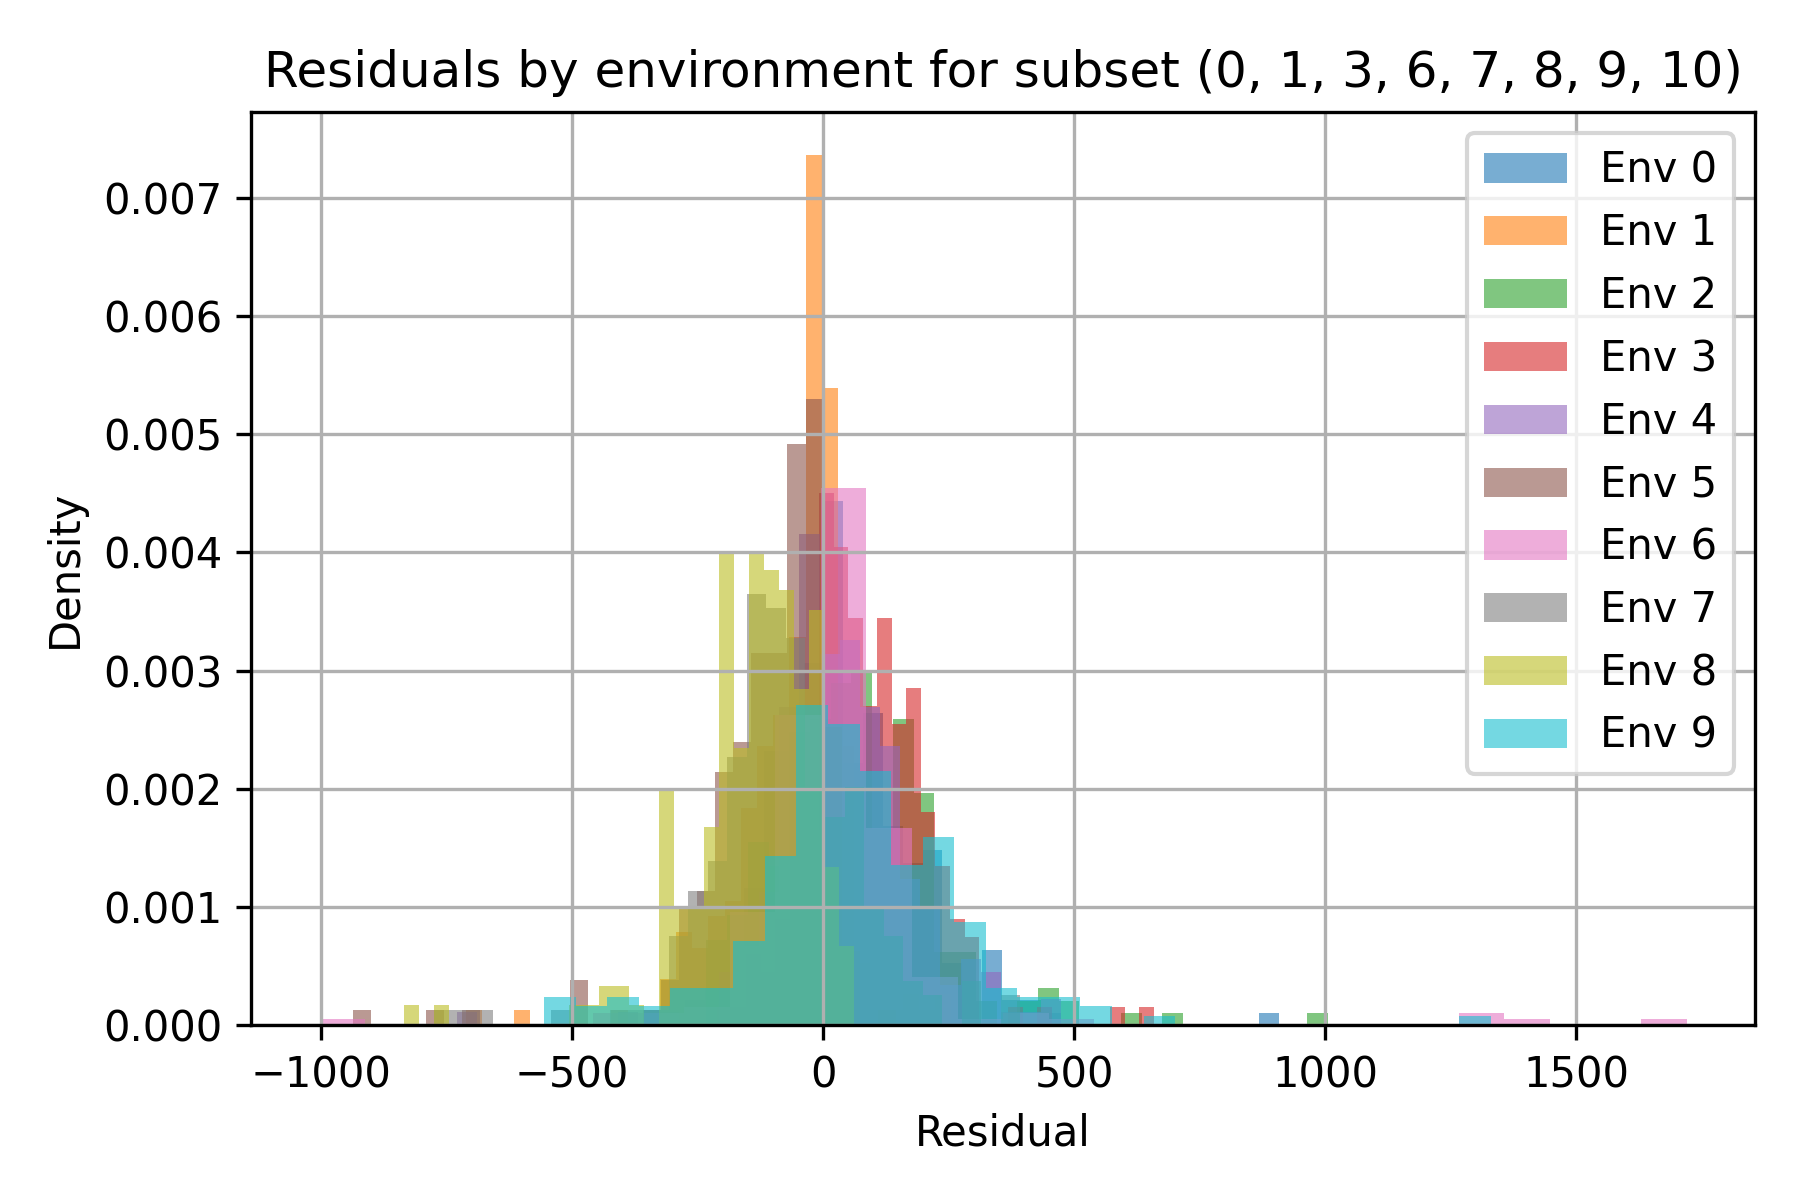 Residuals by environment for subset (0, 1, 3, 6, 7, 8, 9, 10)
0.007
0.006
0.005
0.004
0.003
0.002
0.001
0.000
Density
Env 0
Env 1
Env 2
Env 3
Env 4
Env 5
Env 6
Env 7
Env 8
Env 9
−1000
−500
0
500
1000
1500
Residual